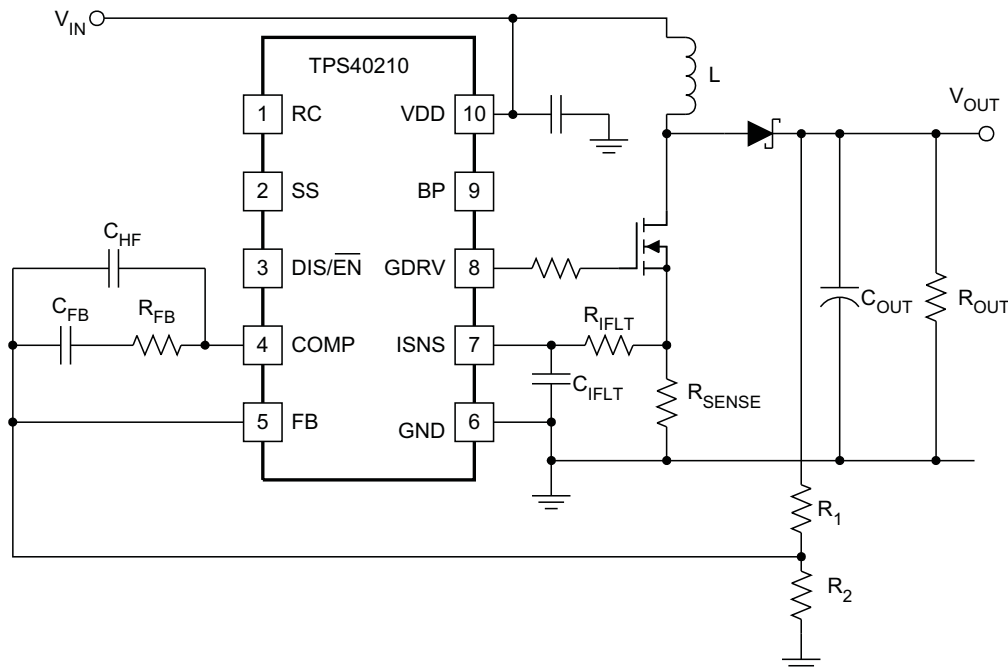 V_IN
TPS40210
L
V_OUT
1 RC
VDD 10
2 SS
BP 9
C_HF
3 DIS/E̅N̅
GDRV 8
C_FB
R_FB
4 COMP
ISNS 7
R_IFLT
C_OUT
R_OUT
C_IFLT
R_SENSE
5 FB
GND 6
R_1
R_2